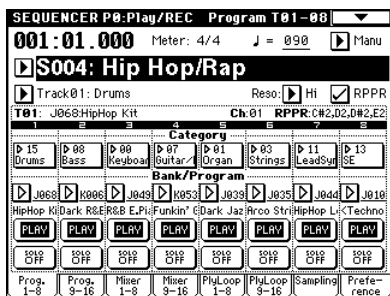 SEQUENCER P0:Play/REC Program T01-08
001:01.000 Meter: 4/4 ♩= 090 Manu
S004: Hip Hop/Rap
Track01: Drums Reso: Hi RPPR
T01: J068:HipHop Kit Ch:01 RPPR:C#2,D2,D#2,E2
1 2 3 4 5 6 7 8
Category
15 08 00 07 01 03 11 13
Drums Bass Keyboar Guitar/ Organ Strings LeadSyn SE
Bank/Program
J068 K006 J049 K053 J039 J035 J044 J010
HipHop Ki Dark R&E R&B E.Pi Funkin' G Dark Jaz Arco Stri HipHop L <Techno
PLAY PLAY PLAY PLAY PLAY PLAY PLAY PLAY
SOLO OFF SOLO OFF SOLO OFF SOLO OFF SOLO OFF SOLO OFF SOLO OFF SOLO OFF
Prog. 1-8 Prog. 9-16 Mixer 1-8 Mixer 9-16 PlyLoop 1-8 PlyLoop 9-16 Sampling Prefe-rence